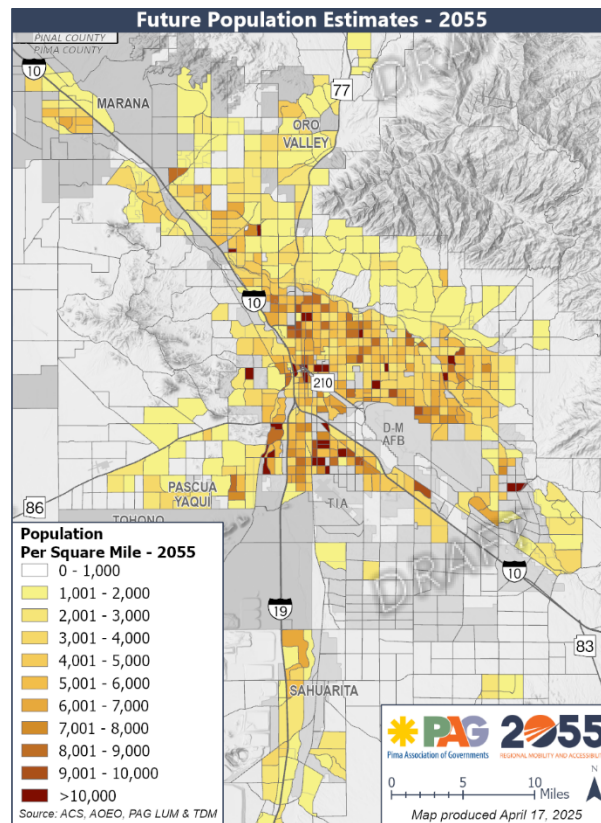 Future Population Estimates - 2055
PINAL COUNTY
PIMA COUNTY
10
MARANA
77
DRAFT
ORO
VALLEY
10
210
D-M
AFB
PASCUA
YAQUI
86
TIA
TOHONO
DRAFT
10
19
83
SAHUARITA
Population
Per Square Mile - 2055
0 - 1,000
1,001 - 2,000
2,001 - 3,000
3,001 - 4,000
4,001 - 5,000
5,001 - 6,000
6,001 - 7,000
7,001 - 8,000
8,001 - 9,000
9,001 - 10,000
>10,000
Source: ACS, AOEO, PAG LUM & TDM
PAG
Pima Association of Governments
2055
REGIONAL MOBILITY AND ACCESSIBILITY
0 5 10
Miles
N
Map produced April 17, 2025